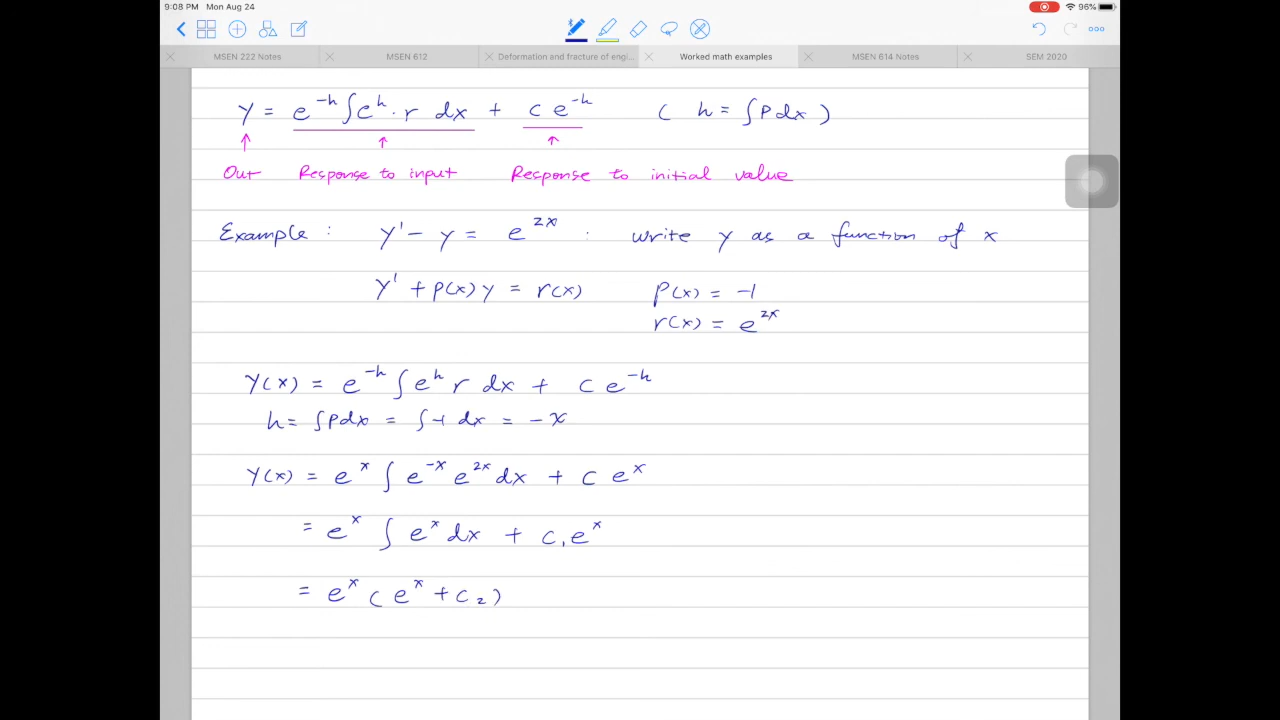 9:08 PM Mon Aug 24 96%
MSEN 222 Notes MSEN 612 Deformation and fracture of engi... Worked math examples MSEN 614 Notes SEM 2020
y = e^{-h} ∫e^h · r dx + c e^{-h} ( h = ∫p dx )
Out Response to input Response to initial value
Example : y' - y = e^{2x} : write y as a function of x
y' + p(x) y = r(x) p(x) = -1
r(x) = e^{2x}
y(x) = e^{-h} ∫e^h r dx + c e^{-h}
h = ∫p dx = ∫-1 dx = -x
y(x) = e^x ∫ e^{-x} e^{2x} dx + c e^x
= e^x ∫ e^x dx + c_1 e^x
= e^x ( e^x + c_2 )